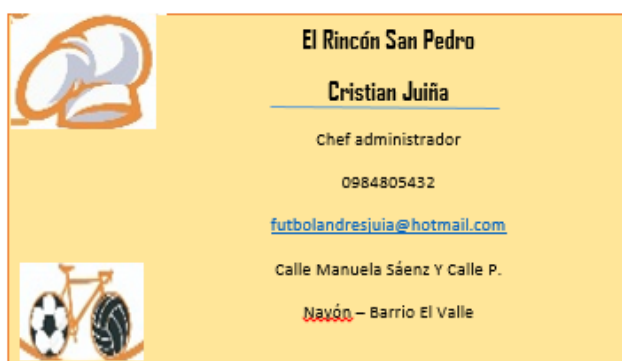 El Rincón San Pedro
Cristian Juiña
Chef administrador
0984805432
futbolandresjuia@hotmail.com
Calle Manuela Sáenz Y Calle P.
Nayón – Barrio El Valle